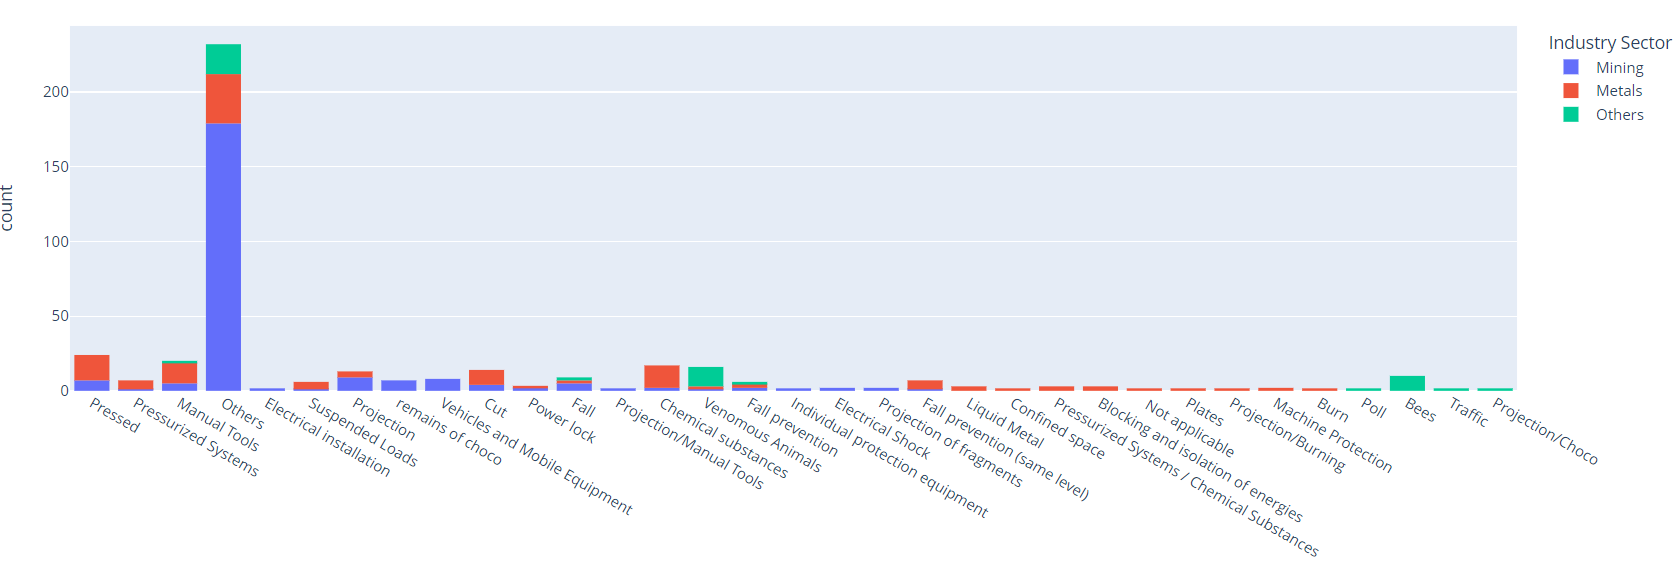 Industry Sector
Mining
Metals
Others
count
200
150
100
50
0
Pressed
Pressurized Systems
Manual Tools
Others
Electrical installation
Suspended Loads
Projection
remains of choco
Vehicles and Mobile Equipment
Cut
Power lock
Fall
Projection/Manual Tools
Chemical substances
Venomous Animals
Fall prevention
Individual protection equipment
Electrical Shock
Projection of fragments
Fall prevention (same level)
Liquid Metal
Confined space
Pressurized Systems / Chemical Substances
Blocking and isolation of energies
Not applicable
Plates
Projection/Burning
Machine Protection
Burn
Poll
Bees
Traffic
Projection/Choco